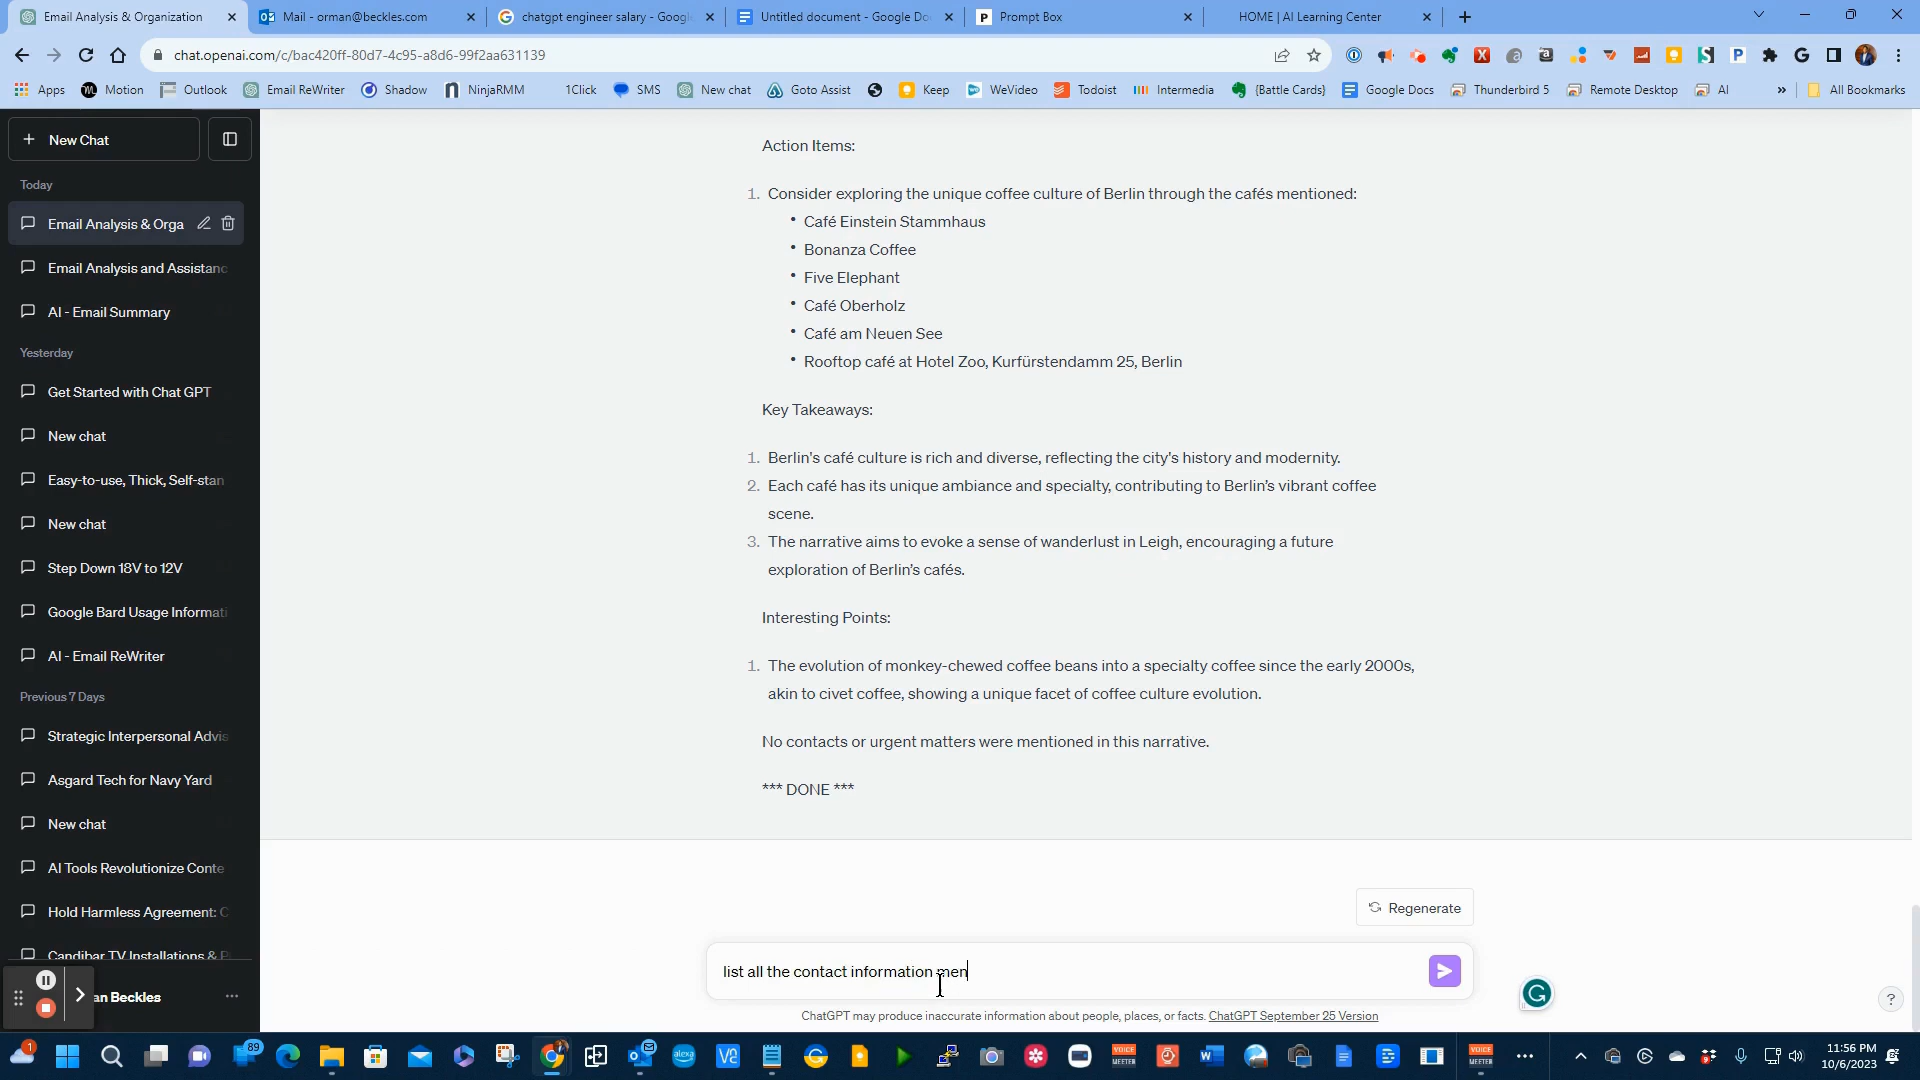 Email Analysis & Organization
Mail - orman@beckles.com
chatgpt engineer salary - Google
Untitled document - Google Do
Prompt Box
HOME | AI Learning Center
chat.openai.com/c/bac420ff-80d7-4c95-a8d6-99f2aa631139
Apps
Motion
Outlook
Email ReWriter
Shadow
NinjaRMM
1Click
SMS
New chat
Goto Assist
Keep
WeVideo
Todoist
Intermedia
{Battle Cards}
Google Docs
Thunderbird 5
Remote Desktop
AI
»
All Bookmarks
New Chat
Today
Email Analysis & Orga
Email Analysis and Assistanc
AI - Email Summary
Yesterday
Get Started with Chat GPT
New chat
Easy-to-use, Thick, Self-stan
New chat
Step Down 18V to 12V
Google Bard Usage Informati
AI - Email ReWriter
Previous 7 Days
Strategic Interpersonal Advis
Asgard Tech for Navy Yard
New chat
AI Tools Revolutionize Conte
Hold Harmless Agreement: C
Candibar TV Installations & P
an Beckles
Action Items:
1. Consider exploring the unique coffee culture of Berlin through the cafés mentioned:
• Café Einstein Stammhaus
• Bonanza Coffee
• Five Elephant
• Café Oberholz
• Café am Neuen See
• Rooftop café at Hotel Zoo, Kurfürstendamm 25, Berlin
Key Takeaways:
1. Berlin's café culture is rich and diverse, reflecting the city's history and modernity.
2. Each café has its unique ambiance and specialty, contributing to Berlin's vibrant coffee
scene.
3. The narrative aims to evoke a sense of wanderlust in Leigh, encouraging a future
exploration of Berlin's cafés.
Interesting Points:
1. The evolution of monkey-chewed coffee beans into a specialty coffee since the early 2000s,
akin to civet coffee, showing a unique facet of coffee culture evolution.
No contacts or urgent matters were mentioned in this narrative.
*** DONE ***
Regenerate
list all the contact information men
ChatGPT may produce inaccurate information about people, places, or facts. ChatGPT September 25 Version
?
11:56 PM
10/6/2023